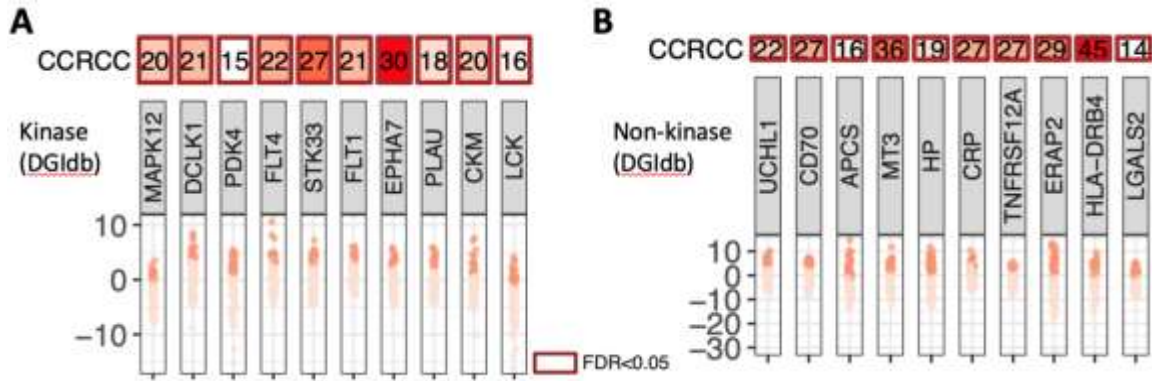 A
CCRCC 20 21 15 22 27 21 30 18 20 16
Kinase
(DGIdb)
MAPK12
DCLK1
PDK4
FLT4
STK33
FLT1
EPHA7
PLAU
CKM
LCK
10
0
−10
FDR<0.05
B
CCRCC 22 27 16 36 19 27 27 29 45 14
Non-kinase
(DGIdb)
UCHL1
CD70
APCS
MT3
HP
CRP
TNFRSF12A
ERAP2
HLA−DRB4
LGALS2
10
0
−10
−20
−30